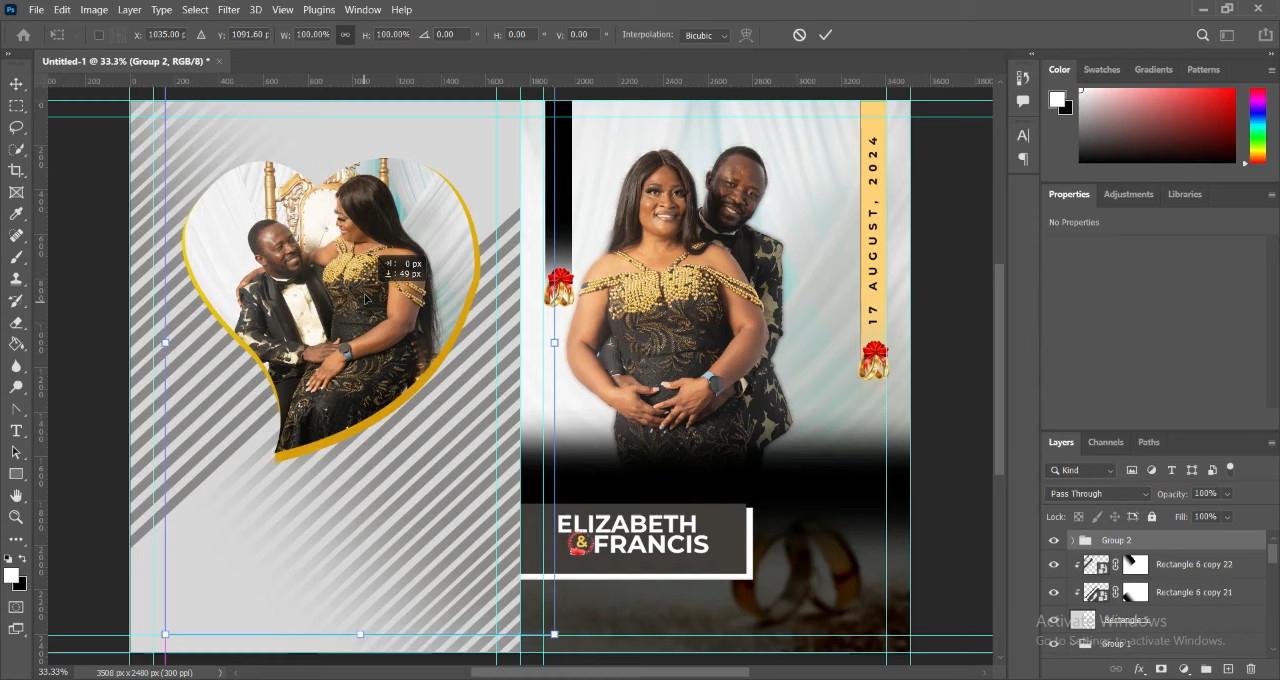 File Edit Image Layer Type Select Filter 3D View Plugins Window Help
X: 1035.00 p Y: 1091.60 p W: 100.00% H: 100.00% 0.00 ° H: 0.00 ° V: 0.00 ° Interpolation: Bicubic
Untitled-1 @ 33.3% (Group 2, RGB/8) * ×
Color Swatches Gradients Patterns
17 AUGUST, 2024
0 px
49 px
Properties Adjustments Libraries
No Properties
ELIZABETH
& FRANCIS
Layers Channels Paths
Kind
Pass Through Opacity: 100%
Lock: Fill: 100%
Group 2
Rectangle 6 copy 22
Rectangle 6 copy 21
Group 1
Activate Windows
Go to Settings to activate Windows.
33.33% 3508 px x 2480 px (300 ppi)